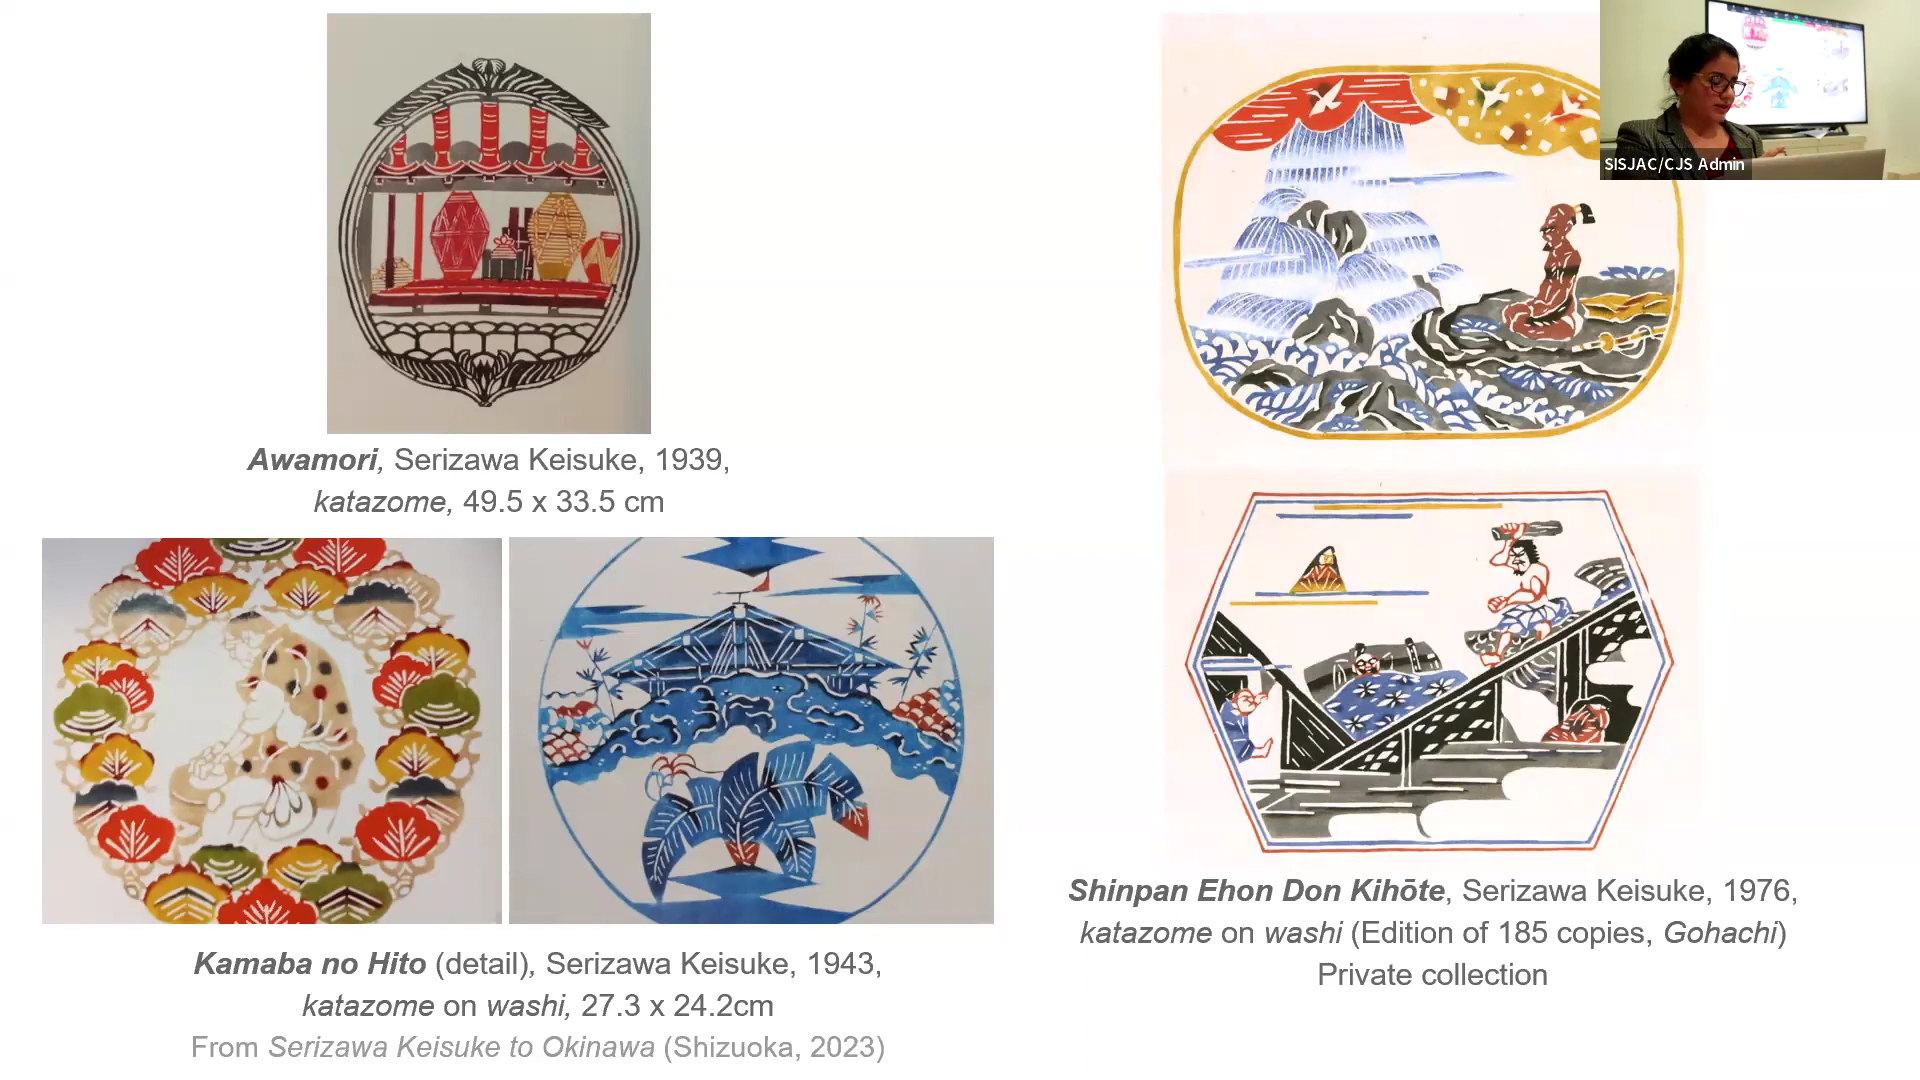 SISJAC/CJS Admin
Awamori, Serizawa Keisuke, 1939,
katazome, 49.5 x 33.5 cm
Kamaba no Hito (detail), Serizawa Keisuke, 1943,
katazome on washi, 27.3 x 24.2cm
From Serizawa Keisuke to Okinawa (Shizuoka, 2023)
Shinpan Ehon Don Kihōte, Serizawa Keisuke, 1976,
katazome on washi (Edition of 185 copies, Gohachi)
Private collection